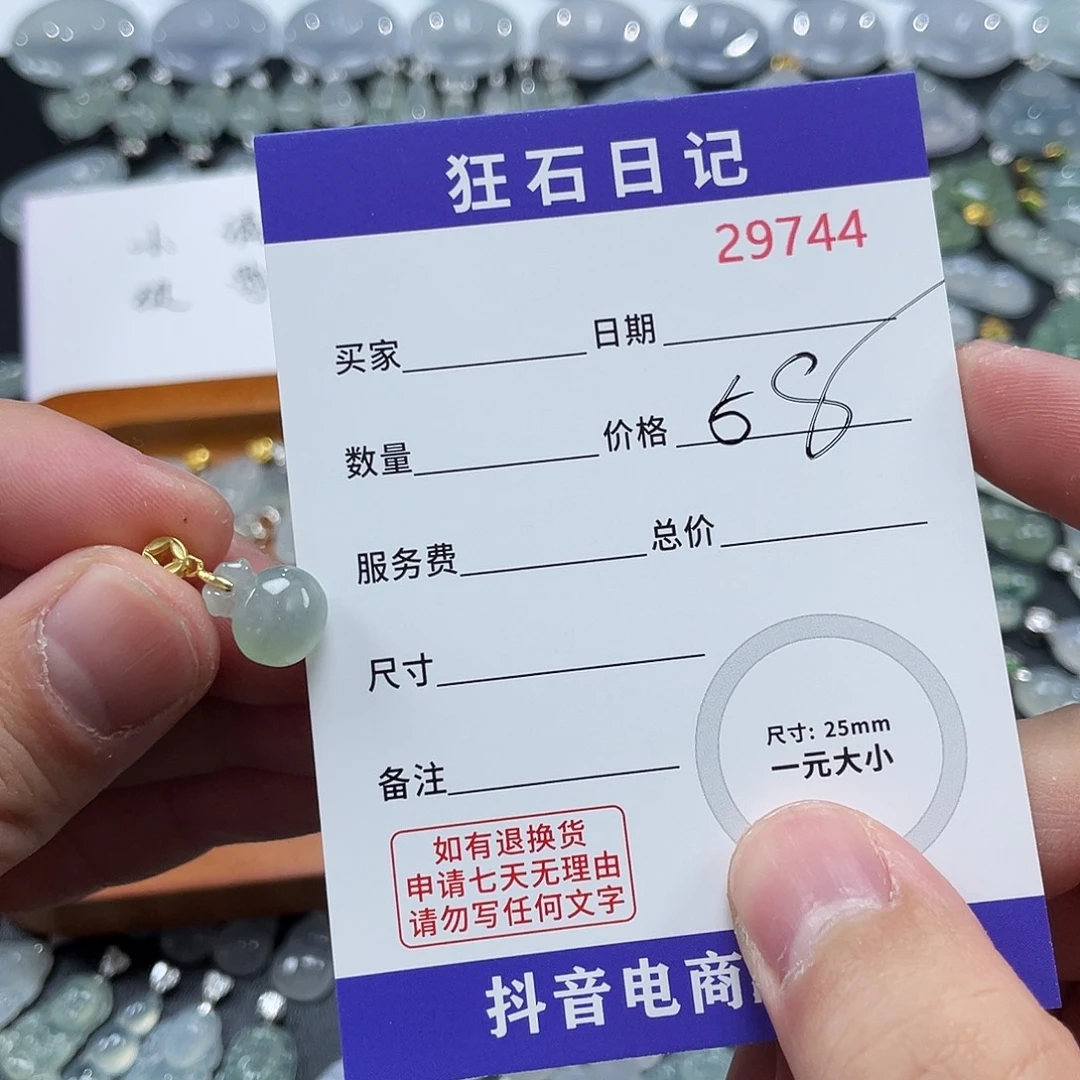 狂石日记
29744
买家 日期
数量 价格 68
服务费 总价
尺寸
尺寸: 25mm
一元大小
备注
如有退换货
申请七天无理由
请勿写任何文字
抖音电商
小